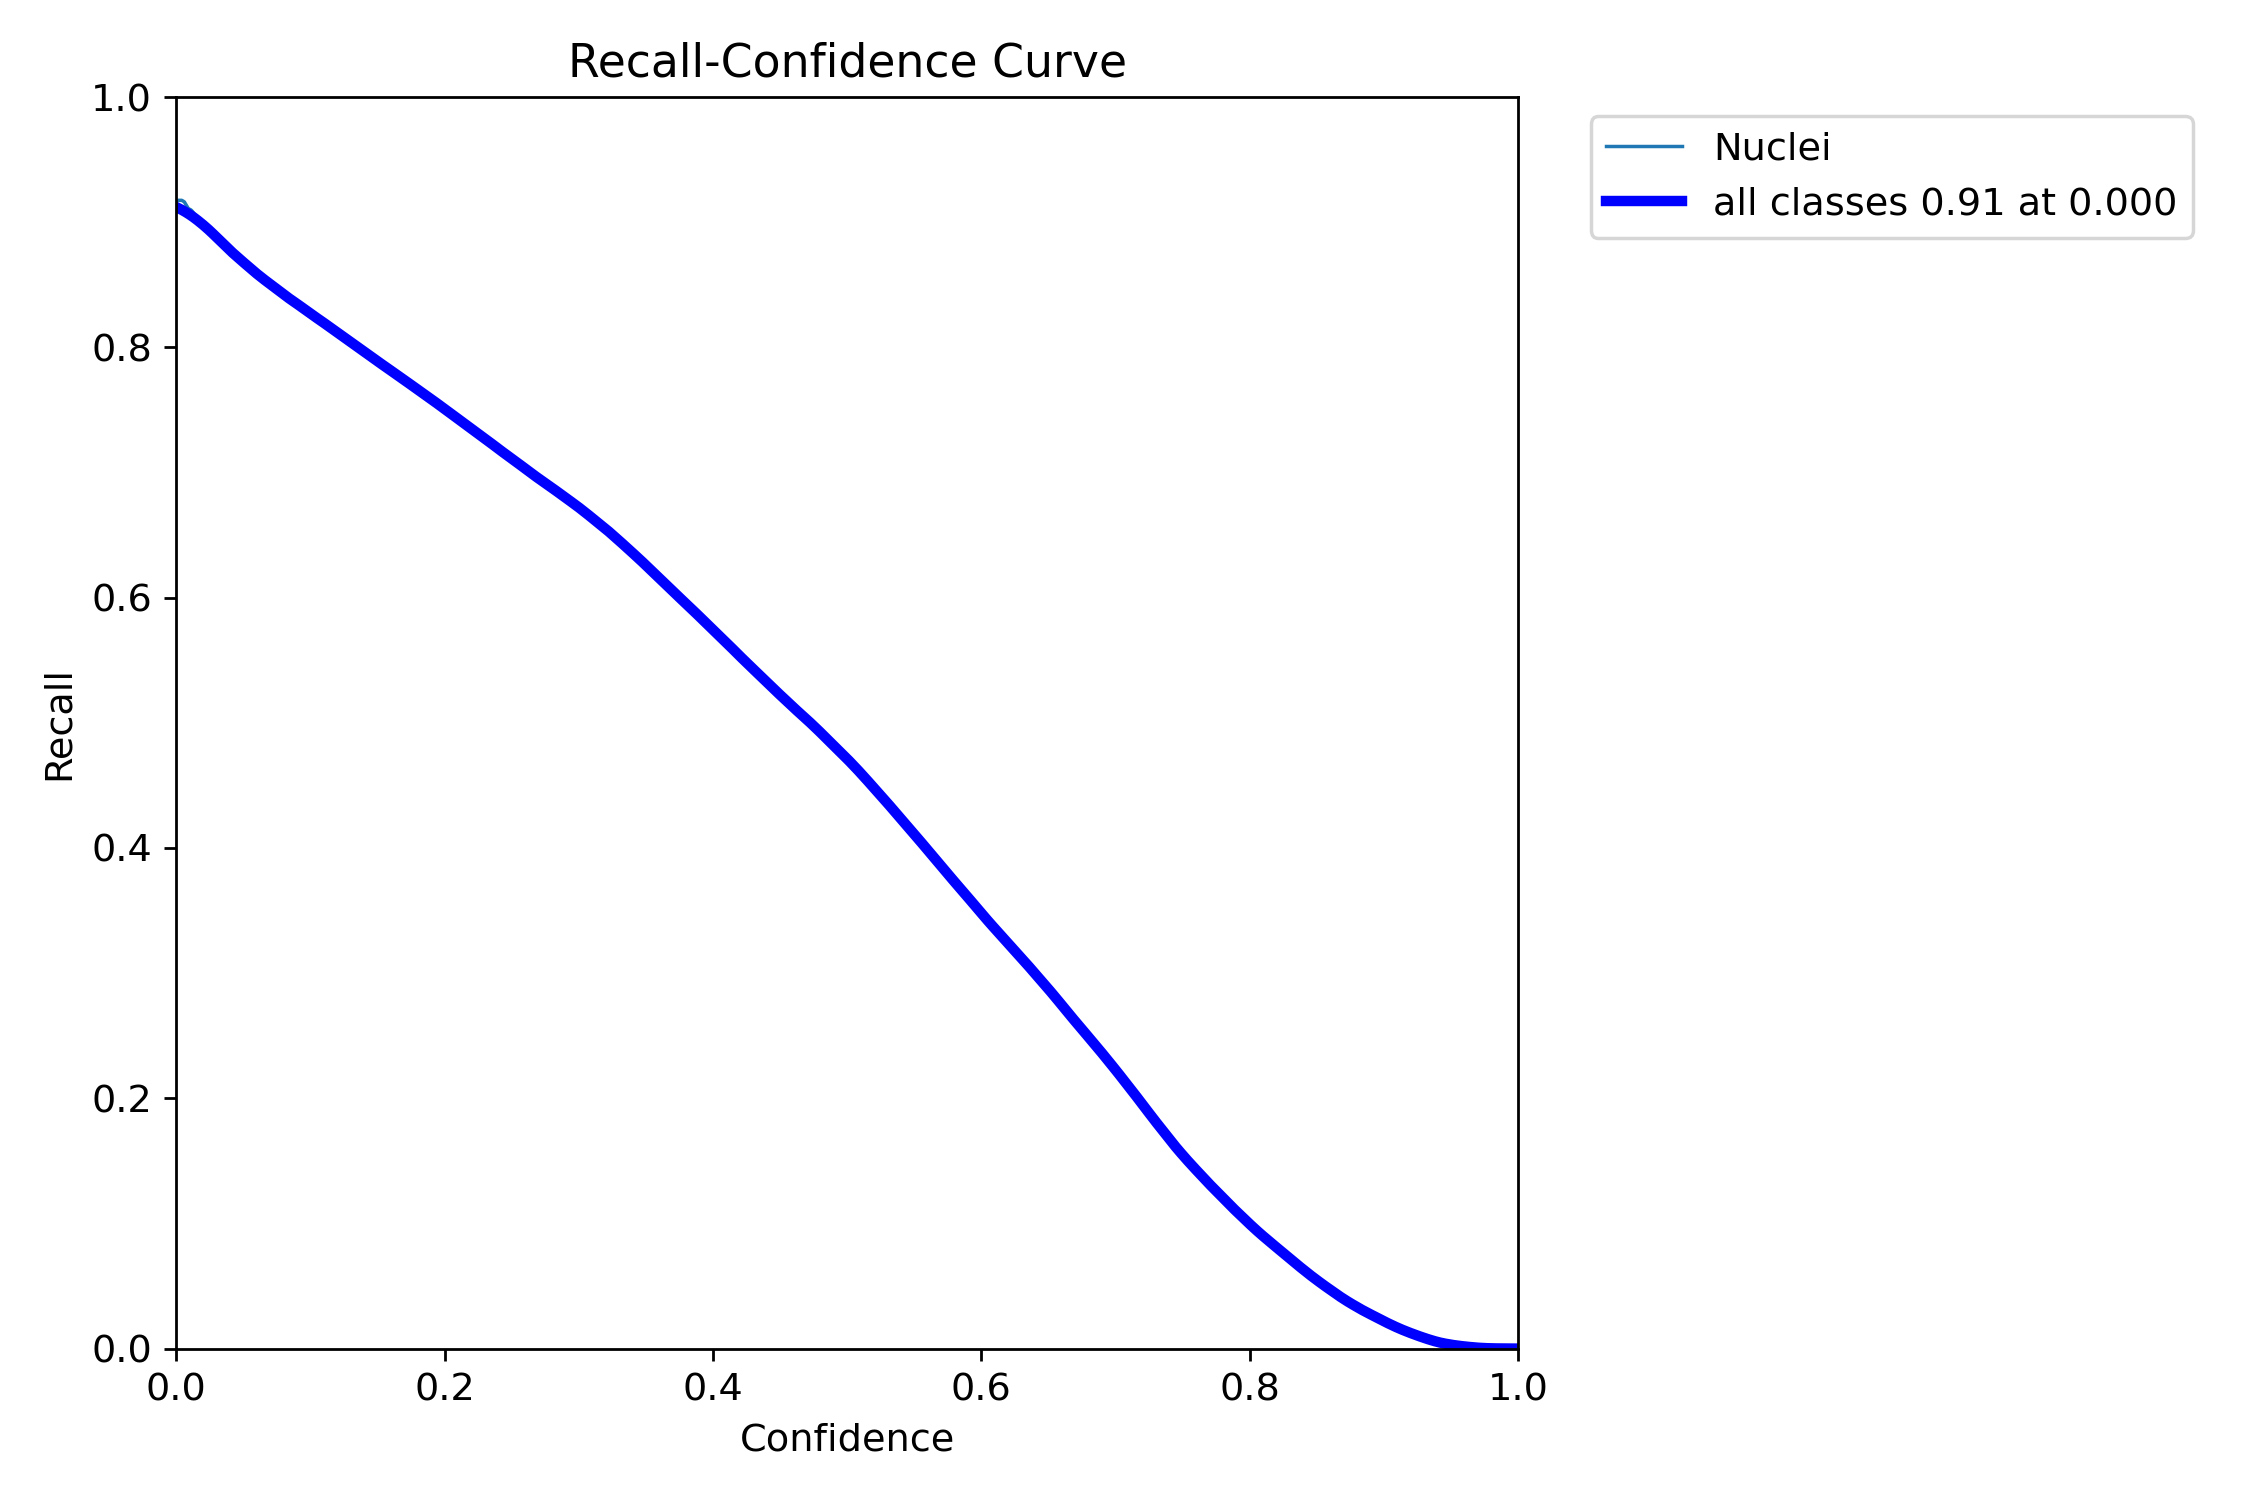 Recall-Confidence Curve
1.0
0.8
0.6
0.4
0.2
0.0
Recall
0.0 0.2 0.4 0.6 0.8 1.0
Confidence
Nuclei
all classes 0.91 at 0.000